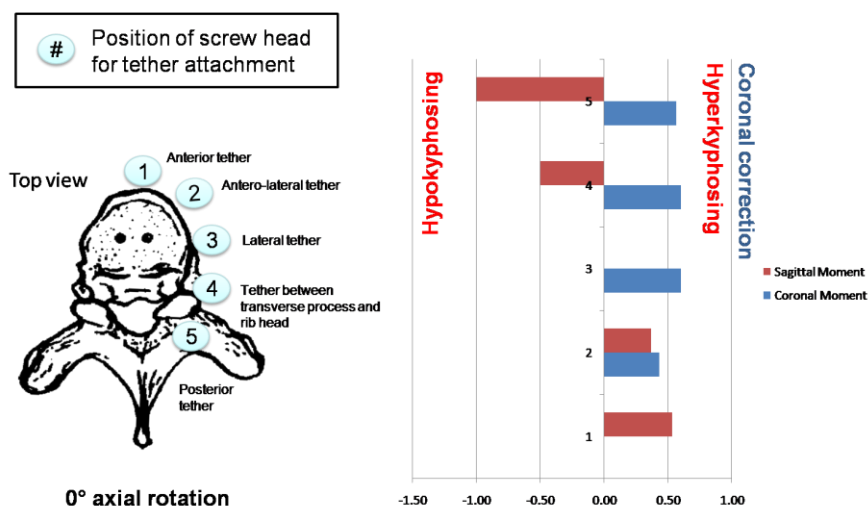 # Position of screw head
for tether attachment
Top view
1 Anterior tether
2 Antero-lateral tether
3 Lateral tether
4 Tether between
transverse process and
rib head
5
Posterior
tether
0° axial rotation
Hypokyphosing
Hyperkyphosing
Coronal correction
5
4
3
2
1
-1.50 -1.00 -0.50 0.00 0.50 1.00
Sagittal Moment
Coronal Moment